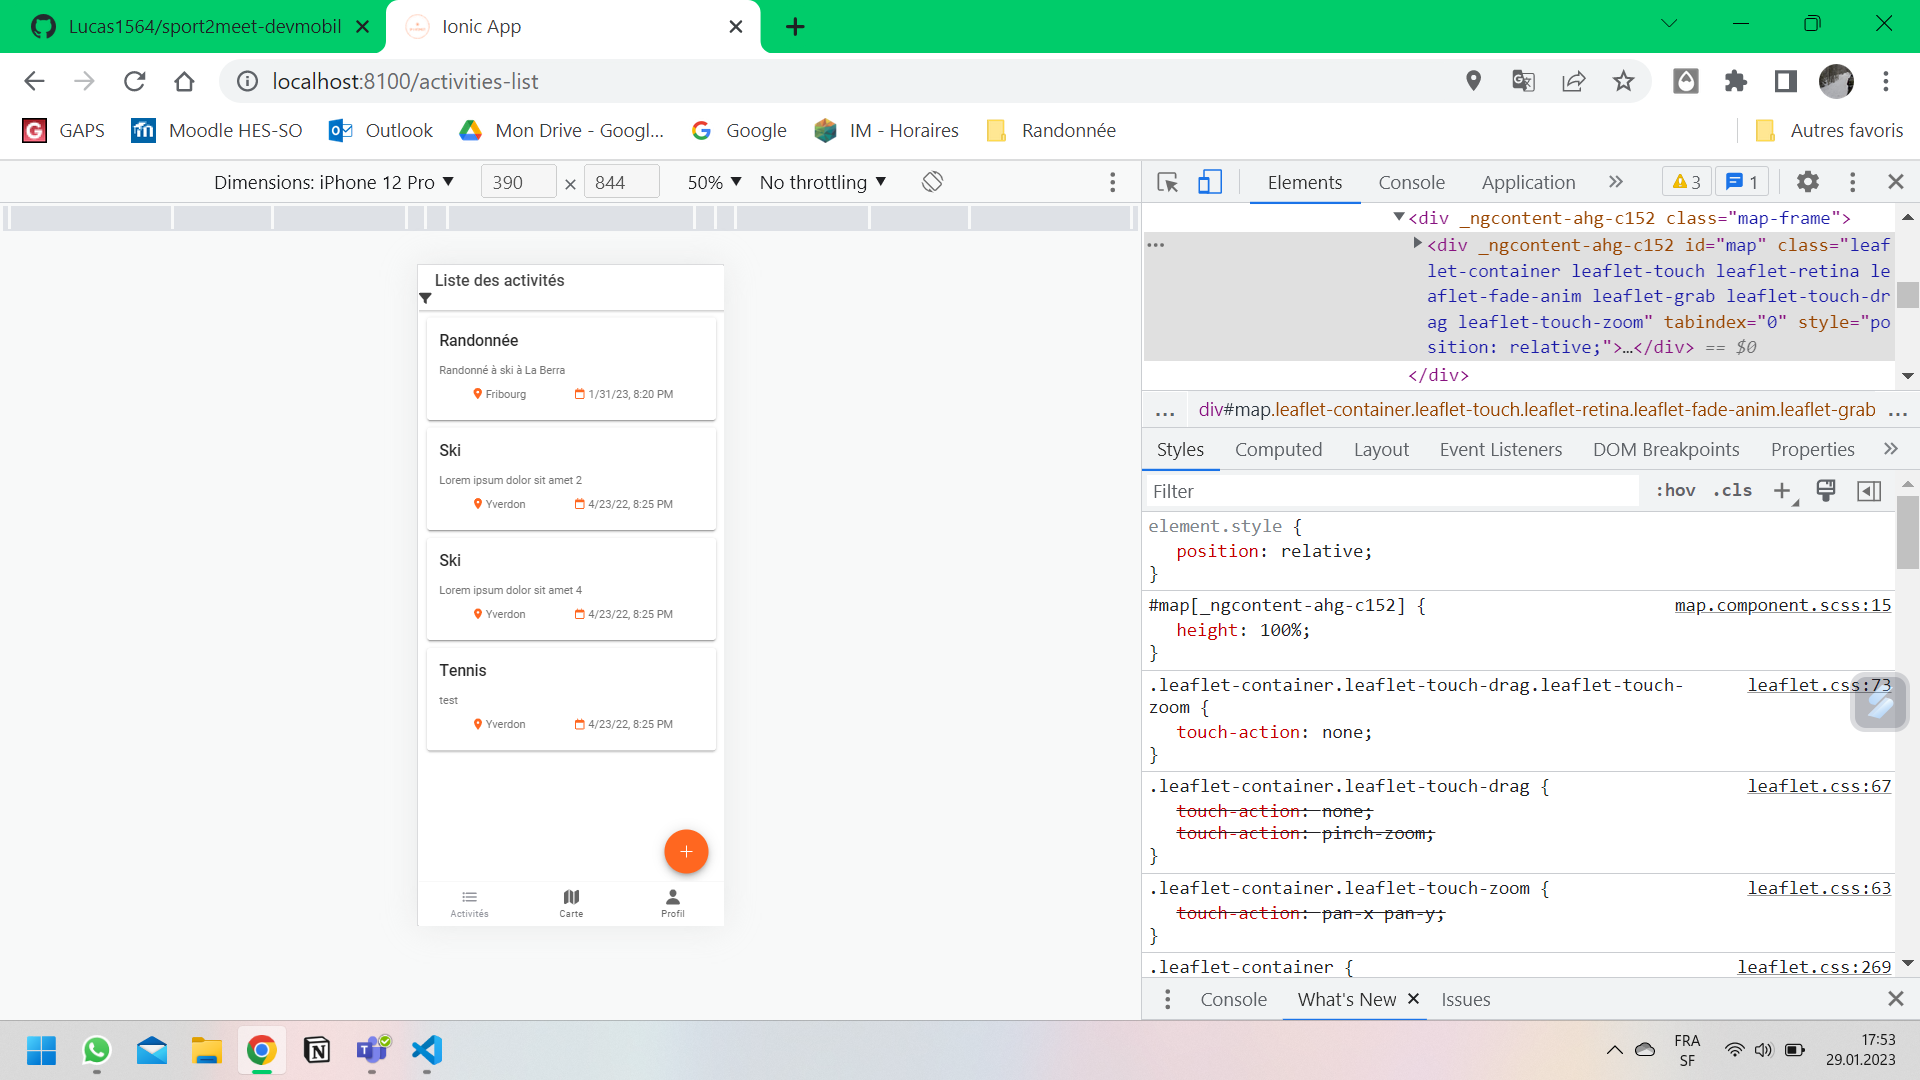 Lucas1564/sport2meet-devmobil
Ionic App
localhost:8100/activities-list
GAPS
Moodle HES-SO
Outlook
Mon Drive - Googl...
Google
IM - Horaires
Randonnée
Autres favoris
Dimensions: iPhone 12 Pro
390
×
844
50%
No throttling
Elements
Console
Application
3
1
<div _ngcontent-ahg-c152 class="map-frame">
<div _ngcontent-ahg-c152 id="map" class="leaf
let-container leaflet-touch leaflet-retina le
aflet-fade-anim leaflet-grab leaflet-touch-dr
ag leaflet-touch-zoom" tabindex="0" style="po
sition: relative;">…</div> == $0
</div>
... div#map.leaflet-container.leaflet-touch.leaflet-retina.leaflet-fade-anim.leaflet-grab ...
Styles
Computed
Layout
Event Listeners
DOM Breakpoints
Properties
Filter
:hov
.cls
element.style {
position: relative;
}
#map[_ngcontent-ahg-c152] {
map.component.scss:15
height: 100%;
}
.leaflet-container.leaflet-touch-drag.leaflet-touch-
leaflet.css:73
zoom {
touch-action: none;
}
.leaflet-container.leaflet-touch-drag {
leaflet.css:67
touch-action: none;
touch-action: pinch-zoom;
}
.leaflet-container.leaflet-touch-zoom {
leaflet.css:63
touch-action: pan-x pan-y;
}
.leaflet-container {
leaflet.css:269
Console
What's New
Issues
Liste des activités
Randonnée
Randonné à ski à La Berra
Fribourg
1/31/23, 8:20 PM
Ski
Lorem ipsum dolor sit amet 2
Yverdon
4/23/22, 8:25 PM
Ski
Lorem ipsum dolor sit amet 4
Yverdon
4/23/22, 8:25 PM
Tennis
test
Yverdon
4/23/22, 8:25 PM
+
Activités
Carte
Profil
FRA
SF
17:53
29.01.2023